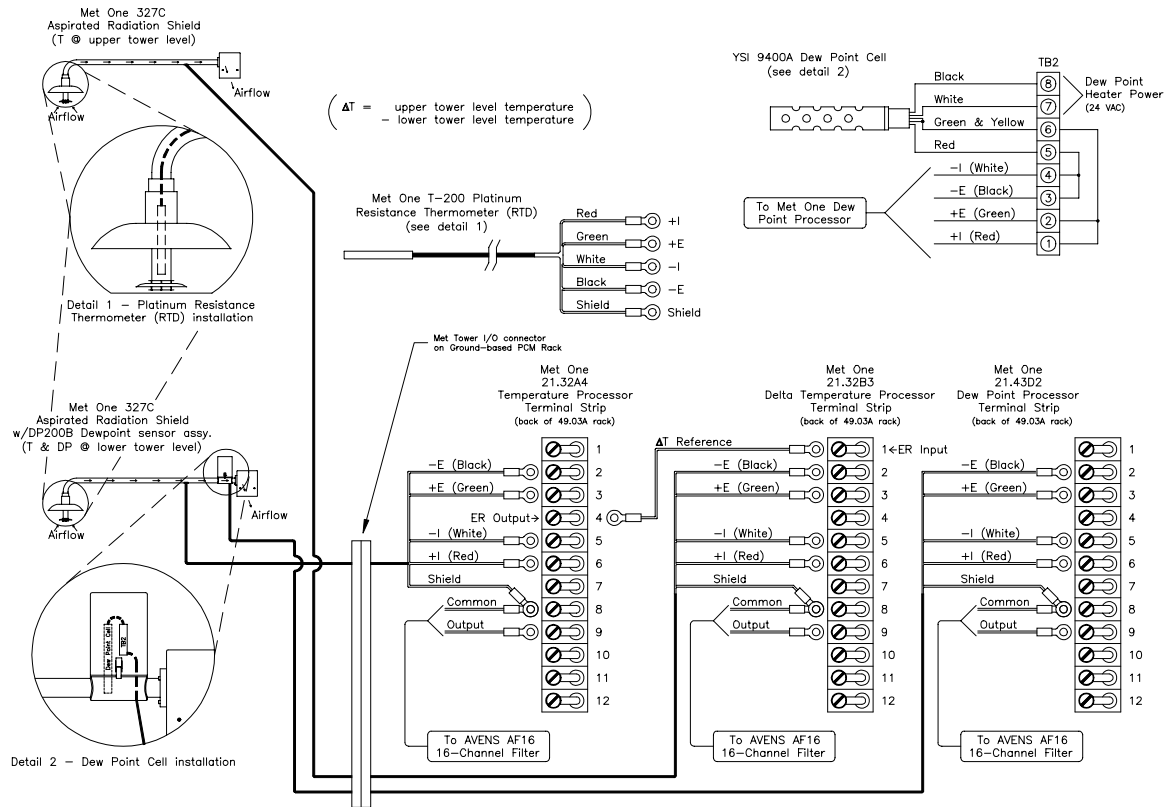 Met One 327C
Aspirated Radiation Shield
(T @ upper tower level)
Airflow
Airflow
ΔT = upper tower level temperature
− lower tower level temperature
YSI 9400A Dew Point Cell
(see detail 2)
TB2
Black
White
Green & Yellow
Red
−I (White)
−E (Black)
+E (Green)
+I (Red)
8
7
6
5
4
3
2
1
Dew Point
Heater Power
(24 VAC)
To Met One Dew
Point Processor
Met One T−200 Platinum
Resistance Thermometer (RTD)
(see detail 1)
Red +I
Green +E
White −I
Black −E
Shield Shield
Detail 1 − Platinum Resistance
Thermometer (RTD) installation
Met Tower I/O connector
on Ground−based PCM Rack
Met One 327C
Aspirated Radiation Shield
w/DP200B Dewpoint sensor assy.
(T & DP @ lower tower level)
Airflow
Airflow
Dew Point Cell
TB2
Detail 2 − Dew Point Cell installation
Met One
21.32A4
Temperature Processor
Terminal Strip
(back of 49.03A rack)
1
−E (Black) 2
+E (Green) 3
ER Output→ 4
−I (White) 5
+I (Red) 6
Shield 7
Common 8
Output 9
10
11
12
To AVENS AF16
16−Channel Filter
Met One
21.32B3
Delta Temperature Processor
Terminal Strip
(back of 49.03A rack)
ΔT Reference 1←ER Input
−E (Black) 2
+E (Green) 3
4
−I (White) 5
+I (Red) 6
Shield 7
Common 8
Output 9
10
11
12
To AVENS AF16
16−Channel Filter
Met One
21.43D2
Dew Point Processor
Terminal Strip
(back of 49.03A rack)
1
−E (Black) 2
+E (Green) 3
4
−I (White) 5
+I (Red) 6
Shield 7
Common 8
Output 9
10
11
12
To AVENS AF16
16−Channel Filter